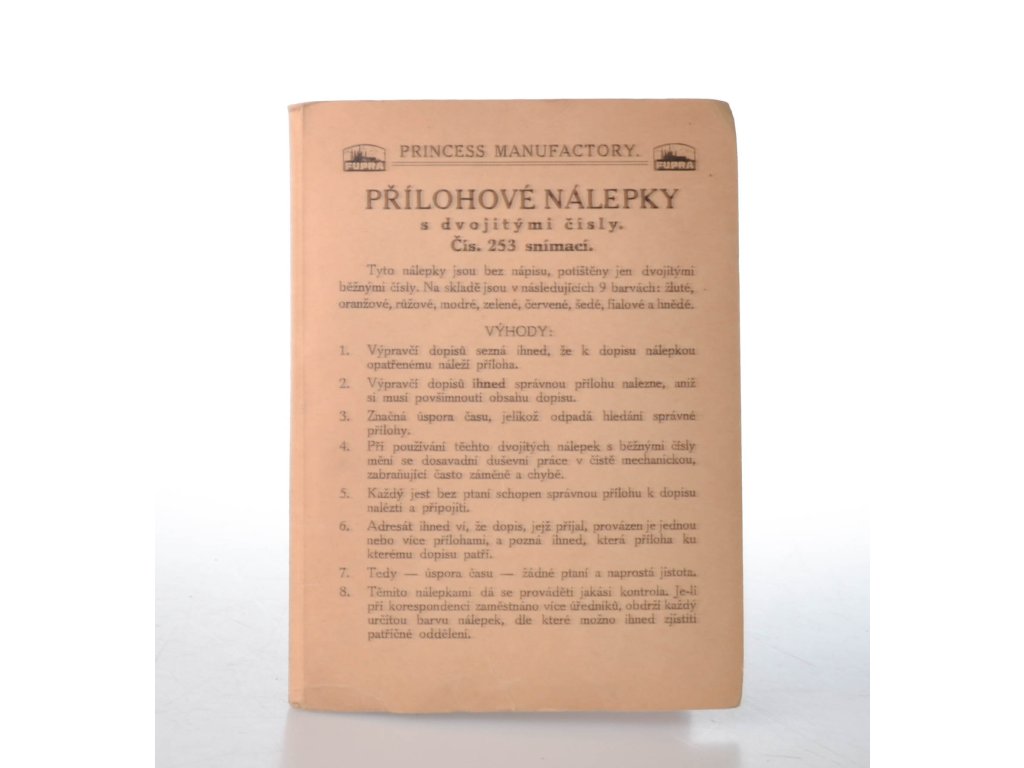 FUPRA PRINCESS MANUFACTORY. FUPRA
PŘÍLOHOVÉ NÁLEPKY
s dvojitými čísly.
Čís. 253 snímací.
Tyto nálepky jsou bez nápisu, potištěny jen dvojitými
běžnými čísly. Na skladě jsou v následujících 9 barvách: žluté,
oranžové, růžové, modré, zelené, červené, šedé, fialové a hnědé.
VÝHODY:
1. Výpravčí dopisů sezná ihned, že k dopisu nálepkou
opatřenému náleží příloha.
2. Výpravčí dopisů ihned správnou přílohu nalezne, aniž
si musí povšimnouti obsahu dopisu.
3. Značná úspora času, jelikož odpadá hledání správné
přílohy.
4. Při používání těchto dvojitých nálepek s běžnými čísly
mění se dosavadní duševní práce v čistě mechanickou,
zabraňující často záměně a chybě.
5. Každý jest bez ptaní schopen správnou přílohu k dopisu
nalézti a připojiti.
6. Adresát ihned ví, že dopis, jejž přijal, provázen je jednou
nebo více přílohami, a pozná ihned, která příloha ku
kterému dopisu patří.
7. Tedy — úspora času — žádné ptaní a naprostá jistota.
8. Těmito nálepkami dá se prováděti jakási kontrola. Je-li
při korespondenci zaměstnáno více úředníků, obdrží každý
určitou barvu nálepek, dle které možno ihned zjistiti
patřičné oddělení.